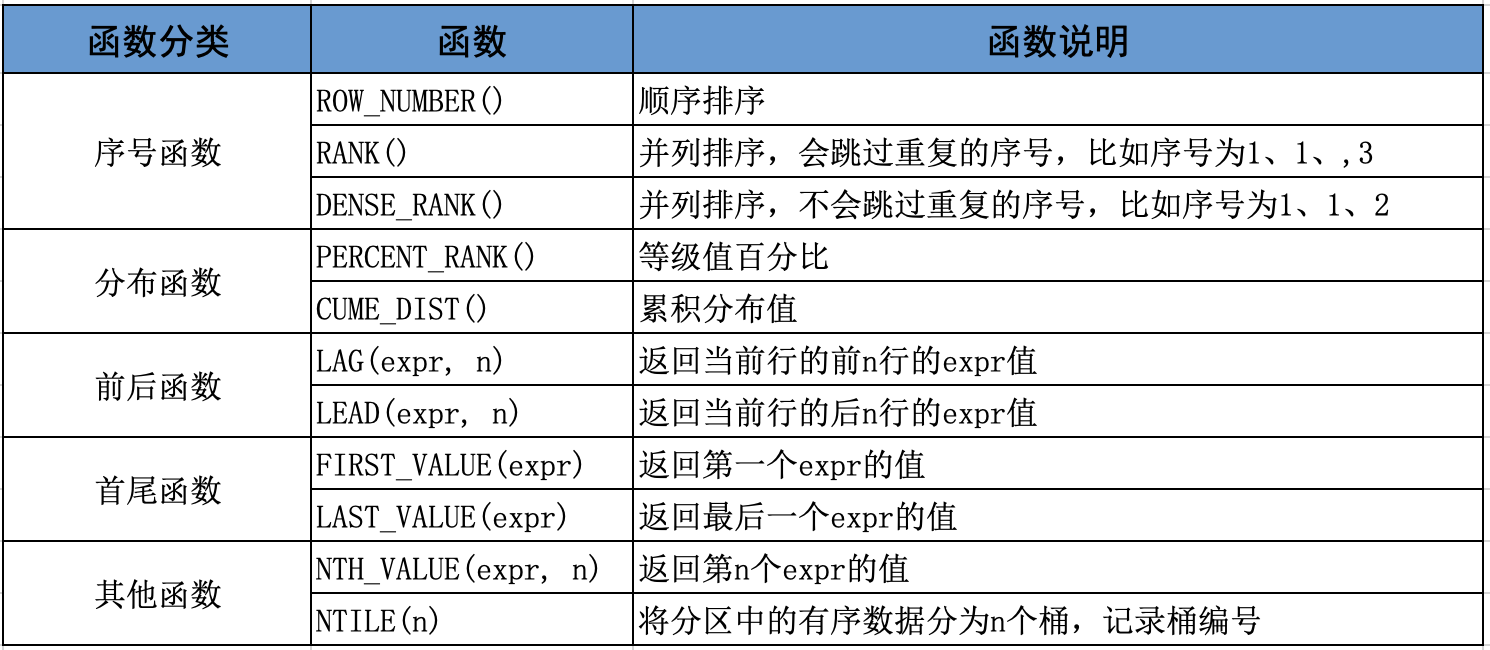 函数分类 函数 函数说明
序号函数 ROW_NUMBER() 顺序排序
RANK() 并列排序，会跳过重复的序号，比如序号为1、1、,3
DENSE_RANK() 并列排序，不会跳过重复的序号，比如序号为1、1、2
分布函数 PERCENT_RANK() 等级值百分比
CUME_DIST() 累积分布值
前后函数 LAG(expr, n) 返回当前行的前n行的expr值
LEAD(expr, n) 返回当前行的后n行的expr值
首尾函数 FIRST_VALUE(expr) 返回第一个expr的值
LAST_VALUE(expr) 返回最后一个expr的值
其他函数 NTH_VALUE(expr, n) 返回第n个expr的值
NTILE(n) 将分区中的有序数据分为n个桶，记录桶编号